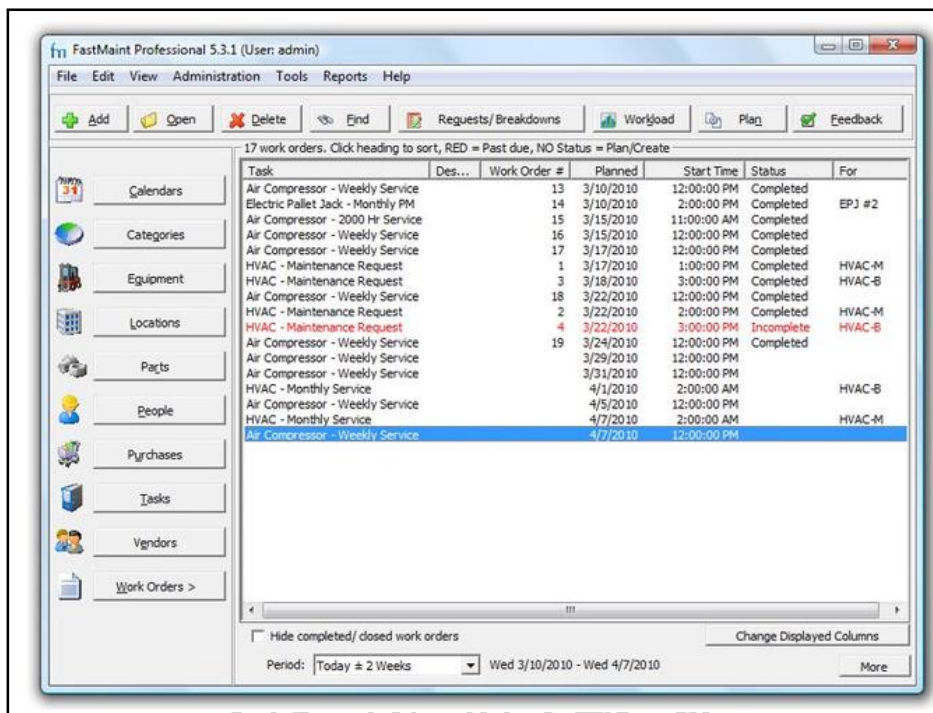 fm FastMaint Professional 5.3.1 (User: admin)
File Edit View Administration Tools Reports Help
Add Open Delete Find Requests/Breakdowns Workload Plan Feedback
17 work orders. Click heading to sort, RED = Past due, NO Status = Plan/Create
Task Des... Work Order # Planned Start Time Status For
Air Compressor - Weekly Service 13 3/10/2010 12:00:00 PM Completed
Electric Pallet Jack - Monthly PM 14 3/10/2010 2:00:00 PM Completed EPJ #2
Air Compressor - 2000 Hr Service 15 3/15/2010 11:00:00 AM Completed
Air Compressor - Weekly Service 16 3/15/2010 12:00:00 PM Completed
Air Compressor - Weekly Service 17 3/17/2010 12:00:00 PM Completed
HVAC - Maintenance Request 1 3/17/2010 1:00:00 PM Completed HVAC-M
HVAC - Maintenance Request 3 3/18/2010 3:00:00 PM Completed HVAC-B
Air Compressor - Weekly Service 18 3/22/2010 12:00:00 PM Completed
HVAC - Maintenance Request 2 3/22/2010 2:00:00 PM Completed HVAC-M
HVAC - Maintenance Request 4 3/22/2010 3:00:00 PM Incomplete HVAC-B
Air Compressor - Weekly Service 19 3/24/2010 12:00:00 PM Completed
Air Compressor - Weekly Service 3/29/2010 12:00:00 PM
Air Compressor - Weekly Service 3/31/2010 12:00:00 PM
HVAC - Monthly Service 4/1/2010 2:00:00 AM HVAC-B
Air Compressor - Weekly Service 4/5/2010 12:00:00 PM
HVAC - Monthly Service 4/7/2010 2:00:00 AM HVAC-M
Air Compressor - Weekly Service 4/7/2010 12:00:00 PM
31
Calendars
Categories
Equipment
Locations
Parts
People
Purchases
Tasks
Vendors
Work Orders >
Hide completed/ closed work orders Change Displayed Columns
Period: Today ± 2 Weeks Wed 3/10/2010 - Wed 4/7/2010 More